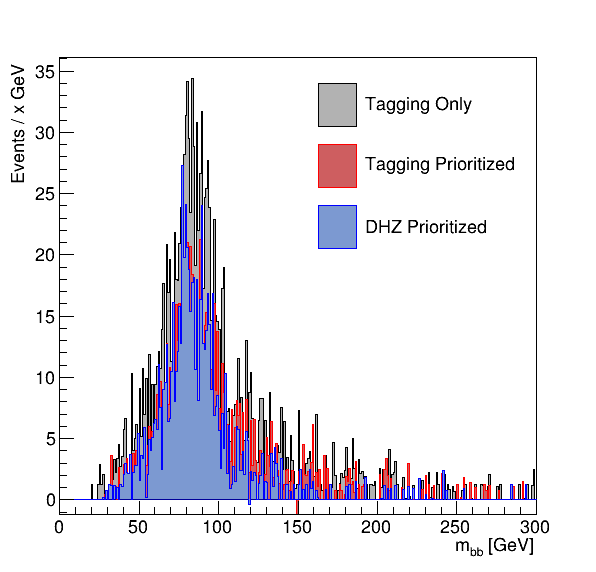 Events / x GeV
35
30
25
20
15
10
5
0
Tagging Only
Tagging Prioritized
DHZ Prioritized
0 50 100 150 200 250 300
m_bb [GeV]